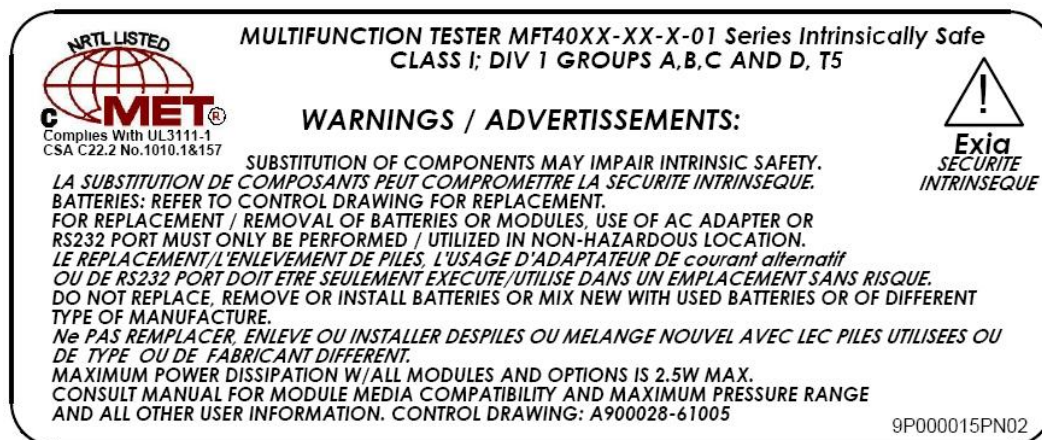 NRTL LISTED
C MET®
Complies With UL3111-1
CSA C22.2 No.1010.1&157
MULTIFUNCTION TESTER MFT40XX-XX-X-01 Series Intrinsically Safe
CLASS I; DIV 1 GROUPS A,B,C AND D, T5
WARNINGS / ADVERTISSEMENTS:
!
Exia
SECURITE
INTRINSEQUE
SUBSTITUTION OF COMPONENTS MAY IMPAIR INTRINSIC SAFETY.
LA SUBSTITUTION DE COMPOSANTS PEUT COMPROMETTRE LA SECURITE INTRINSEQUE.
BATTERIES: REFER TO CONTROL DRAWING FOR REPLACEMENT.
FOR REPLACEMENT / REMOVAL OF BATTERIES OR MODULES, USE OF AC ADAPTER OR
RS232 PORT MUST ONLY BE PERFORMED / UTILIZED IN NON-HAZARDOUS LOCATION.
LE REPLACEMENT/L'ENLEVEMENT DE PILES, L'USAGE D'ADAPTATEUR DE courant alternatif
OU DE RS232 PORT DOIT ETRE SEULEMENT EXECUTE/UTILISE DANS UN EMPLACEMENT SANS RISQUE.
DO NOT REPLACE, REMOVE OR INSTALL BATTERIES OR MIX NEW WITH USED BATTERIES OR OF DIFFERENT
TYPE OF MANUFACTURE.
Ne PAS REMPLACER, ENLEVE OU INSTALLER DESPILES OU MELANGE NOUVEL AVEC LEC PILES UTILISEES OU
DE TYPE OU DE FABRICANT DIFFERENT.
MAXIMUM POWER DISSIPATION W/ALL MODULES AND OPTIONS IS 2.5W MAX.
CONSULT MANUAL FOR MODULE MEDIA COMPATIBILITY AND MAXIMUM PRESSURE RANGE
AND ALL OTHER USER INFORMATION. CONTROL DRAWING: A900028-61005
9P000015PN02